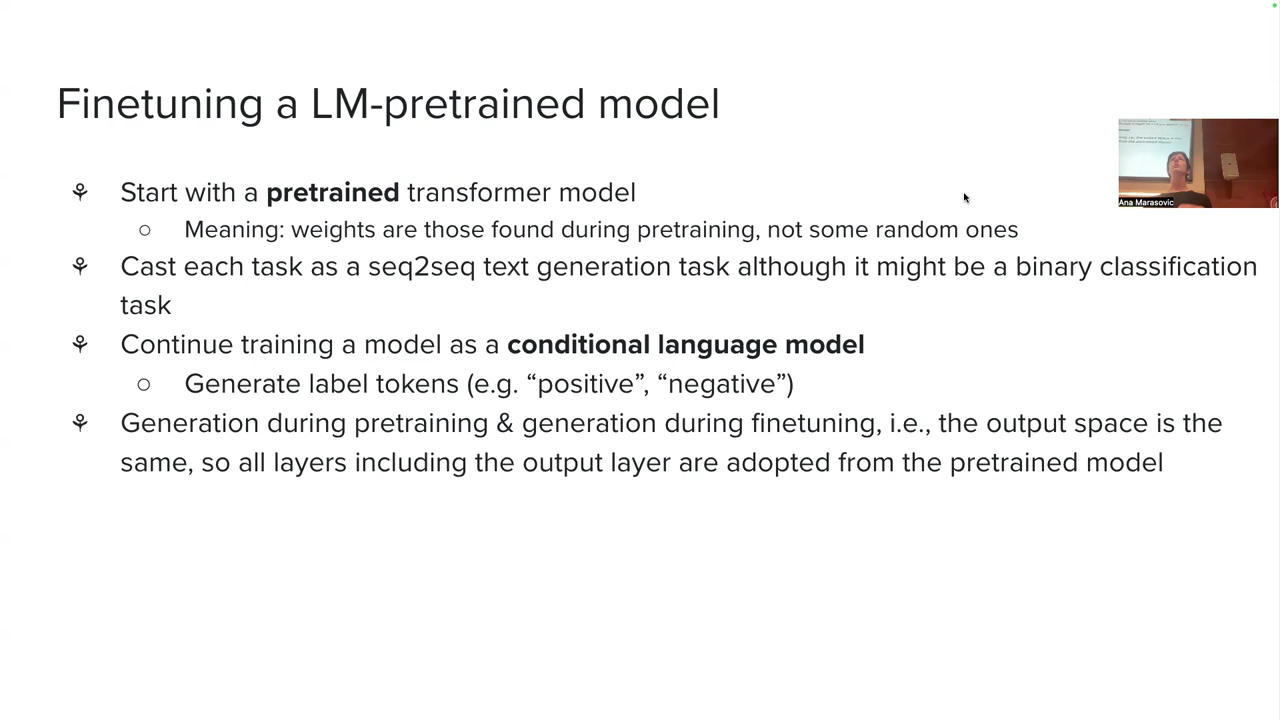 Finetuning a LM-pretrained model
⚘ Start with a pretrained transformer model
○ Meaning: weights are those found during pretraining, not some random ones
⚘ Cast each task as a seq2seq text generation task although it might be a binary classification
task
⚘ Continue training a model as a conditional language model
○ Generate label tokens (e.g. “positive”, “negative”)
⚘ Generation during pretraining & generation during finetuning, i.e., the output space is the
same, so all layers including the output layer are adopted from the pretrained model
Ana Marasovic